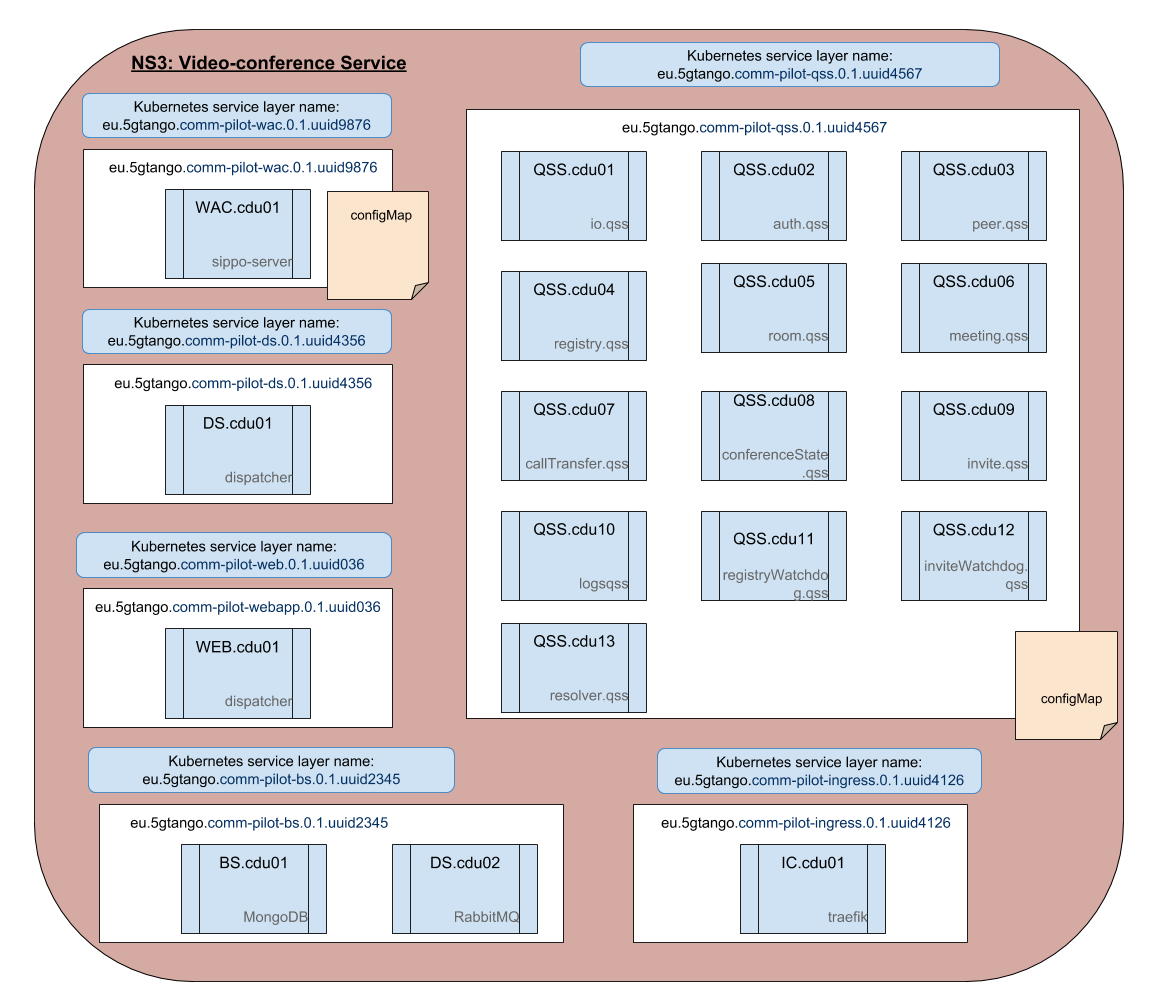 NS3: Video-conference Service
Kubernetes service layer name:
eu.5gtango.comm-pilot-wac.0.1.uuid9876
eu.5gtango.comm-pilot-wac.0.1.uuid9876
WAC.cdu01
sippo-server
configMap
Kubernetes service layer name:
eu.5gtango.comm-pilot-ds.0.1.uuid4356
eu.5gtango.comm-pilot-ds.0.1.uuid4356
DS.cdu01
dispatcher
Kubernetes service layer name:
eu.5gtango.comm-pilot-web.0.1.uuid036
eu.5gtango.comm-pilot-webapp.0.1.uuid036
WEB.cdu01
dispatcher
Kubernetes service layer name:
eu.5gtango.comm-pilot-qss.0.1.uuid4567
eu.5gtango.comm-pilot-qss.0.1.uuid4567
QSS.cdu01
io.qss
QSS.cdu02
auth.qss
QSS.cdu03
peer.qss
QSS.cdu04
registry.qss
QSS.cdu05
room.qss
QSS.cdu06
meeting.qss
QSS.cdu07
callTransfer.qss
QSS.cdu08
conferenceState
.qss
QSS.cdu09
invite.qss
QSS.cdu10
logsqss
QSS.cdu11
registryWatchdo
g.qss
QSS.cdu12
inviteWatchdog.
qss
QSS.cdu13
resolver.qss
configMap
Kubernetes service layer name:
eu.5gtango.comm-pilot-bs.0.1.uuid2345
eu.5gtango.comm-pilot-bs.0.1.uuid2345
BS.cdu01
MongoDB
DS.cdu02
RabbitMQ
Kubernetes service layer name:
eu.5gtango.comm-pilot-ingress.0.1.uuid4126
eu.5gtango.comm-pilot-ingress.0.1.uuid4126
IC.cdu01
traefik